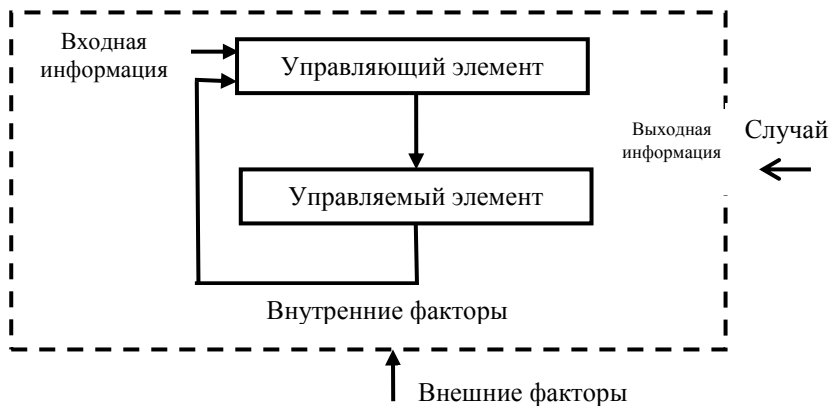 Входная
информация
Управляющий элемент
Выходная
информация
Случай
Управляемый элемент
Внутренние факторы
Внешние факторы